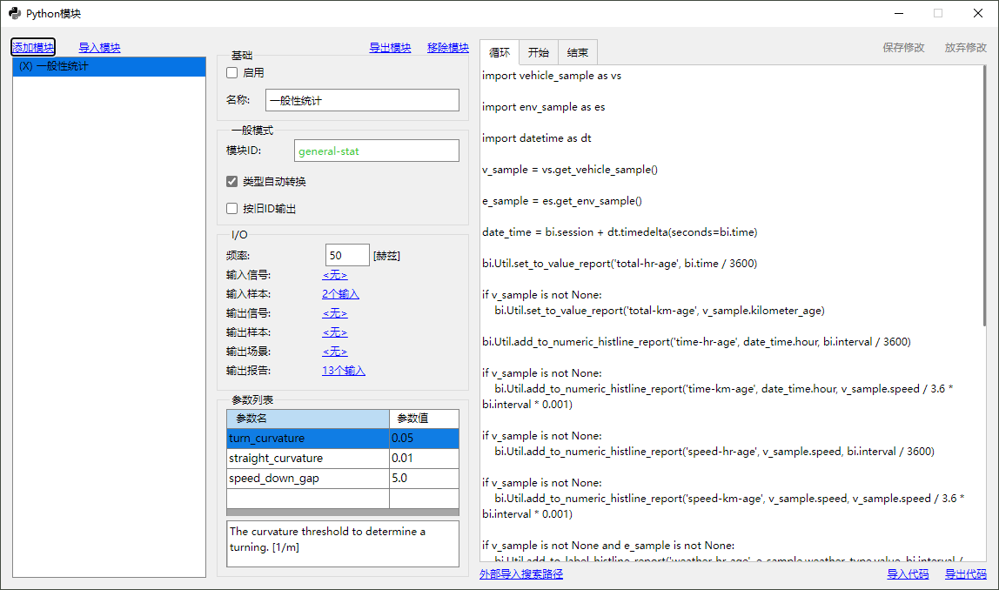 Python模块
添加模块
导入模块
导出模块
移除模块
(X) 一般性统计
基础
启用
名称:
一般性统计
一般模式
模块ID:
general-stat
类型自动转换
按旧ID输出
I/O
频率:
50
[赫兹]
输入信号:
<无>
输入样本:
2个输入
输出信号:
<无>
输出样本:
<无>
输出场景:
<无>
输出报告:
13个输入
参数列表
参数名
参数值
turn_curvature
0.05
straight_curvature
0.01
speed_down_gap
5.0
The curvature threshold to determine a
turning. [1/m]
循环
开始
结束
保存修改
放弃修改
import vehicle_sample as vs
import env_sample as es
import datetime as dt
v_sample = vs.get_vehicle_sample()
e_sample = es.get_env_sample()
date_time = bi.session + dt.timedelta(seconds=bi.time)
bi.Util.set_to_value_report('total-hr-age', bi.time / 3600)
if v_sample is not None:
    bi.Util.set_to_value_report('total-km-age', v_sample.kilometer_age)
bi.Util.add_to_numeric_histline_report('time-hr-age', date_time.hour, bi.interval / 3600)
if v_sample is not None:
    bi.Util.add_to_numeric_histline_report('time-km-age', date_time.hour, v_sample.speed / 3.6 *
bi.interval * 0.001)
if v_sample is not None:
    bi.Util.add_to_numeric_histline_report('speed-hr-age', v_sample.speed, bi.interval / 3600)
if v_sample is not None:
    bi.Util.add_to_numeric_histline_report('speed-km-age', v_sample.speed, v_sample.speed / 3.6 *
bi.interval * 0.001)
if v_sample is not None and e_sample is not None:
    bi.Util.add_to_label_histline_report('weather-hr-age', e_sample.weather_type.value, bi.interval /
外部导入搜索路径
导入代码
导出代码